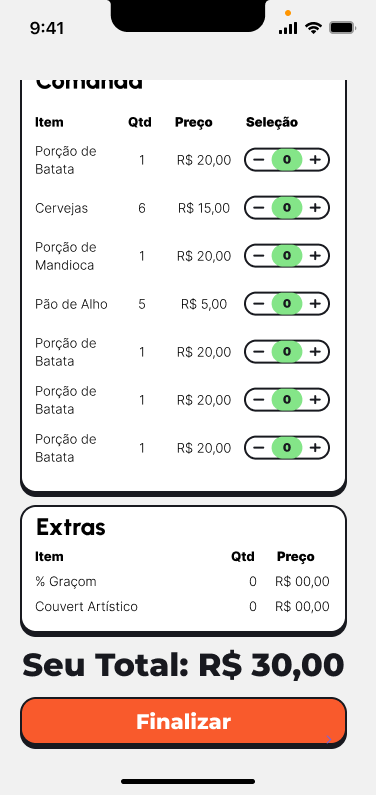 9:41
Comanda
Item Qtd Preço Seleção
Porção de
Batata 1 R$ 20,00 − 0 +
Cervejas 6 R$ 15,00 − 0 +
Porção de
Mandioca 1 R$ 20,00 − 0 +
Pão de Alho 5 R$ 5,00 − 0 +
Porção de
Batata 1 R$ 20,00 − 0 +
Porção de
Batata 1 R$ 20,00 − 0 +
Porção de
Batata 1 R$ 20,00 − 0 +
Extras
Item Qtd Preço
% Graçom 0 R$ 00,00
Couvert Artístico 0 R$ 00,00
Seu Total: R$ 30,00
Finalizar